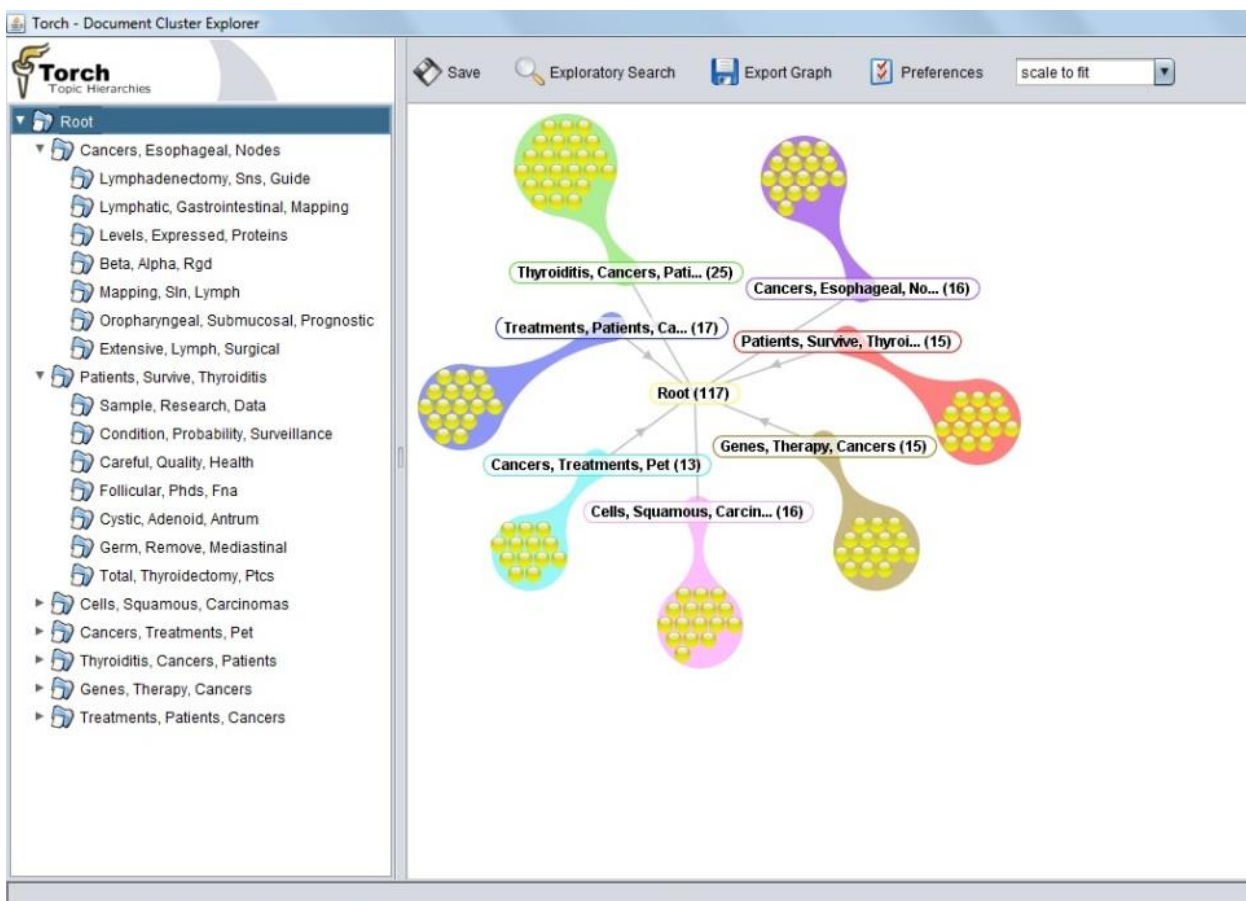 Torch - Document Cluster Explorer
Torch
Topic Hierarchies
Save
Exploratory Search
Export Graph
Preferences
scale to fit
Root
Cancers, Esophageal, Nodes
Lymphadenectomy, Sns, Guide
Lymphatic, Gastrointestinal, Mapping
Levels, Expressed, Proteins
Beta, Alpha, Rgd
Mapping, Sln, Lymph
Oropharyngeal, Submucosal, Prognostic
Extensive, Lymph, Surgical
Patients, Survive, Thyroiditis
Sample, Research, Data
Condition, Probability, Surveillance
Careful, Quality, Health
Follicular, Phds, Fna
Cystic, Adenoid, Antrum
Germ, Remove, Mediastinal
Total, Thyroidectomy, Ptcs
Cells, Squamous, Carcinomas
Cancers, Treatments, Pet
Thyroiditis, Cancers, Patients
Genes, Therapy, Cancers
Treatments, Patients, Cancers
Thyroiditis, Cancers, Pati... (25)
Cancers, Esophageal, No... (16)
Treatments, Patients, Ca... (17)
Patients, Survive, Thyroi... (15)
Root (117)
Genes, Therapy, Cancers (15)
Cancers, Treatments, Pet (13)
Cells, Squamous, Carcin... (16)